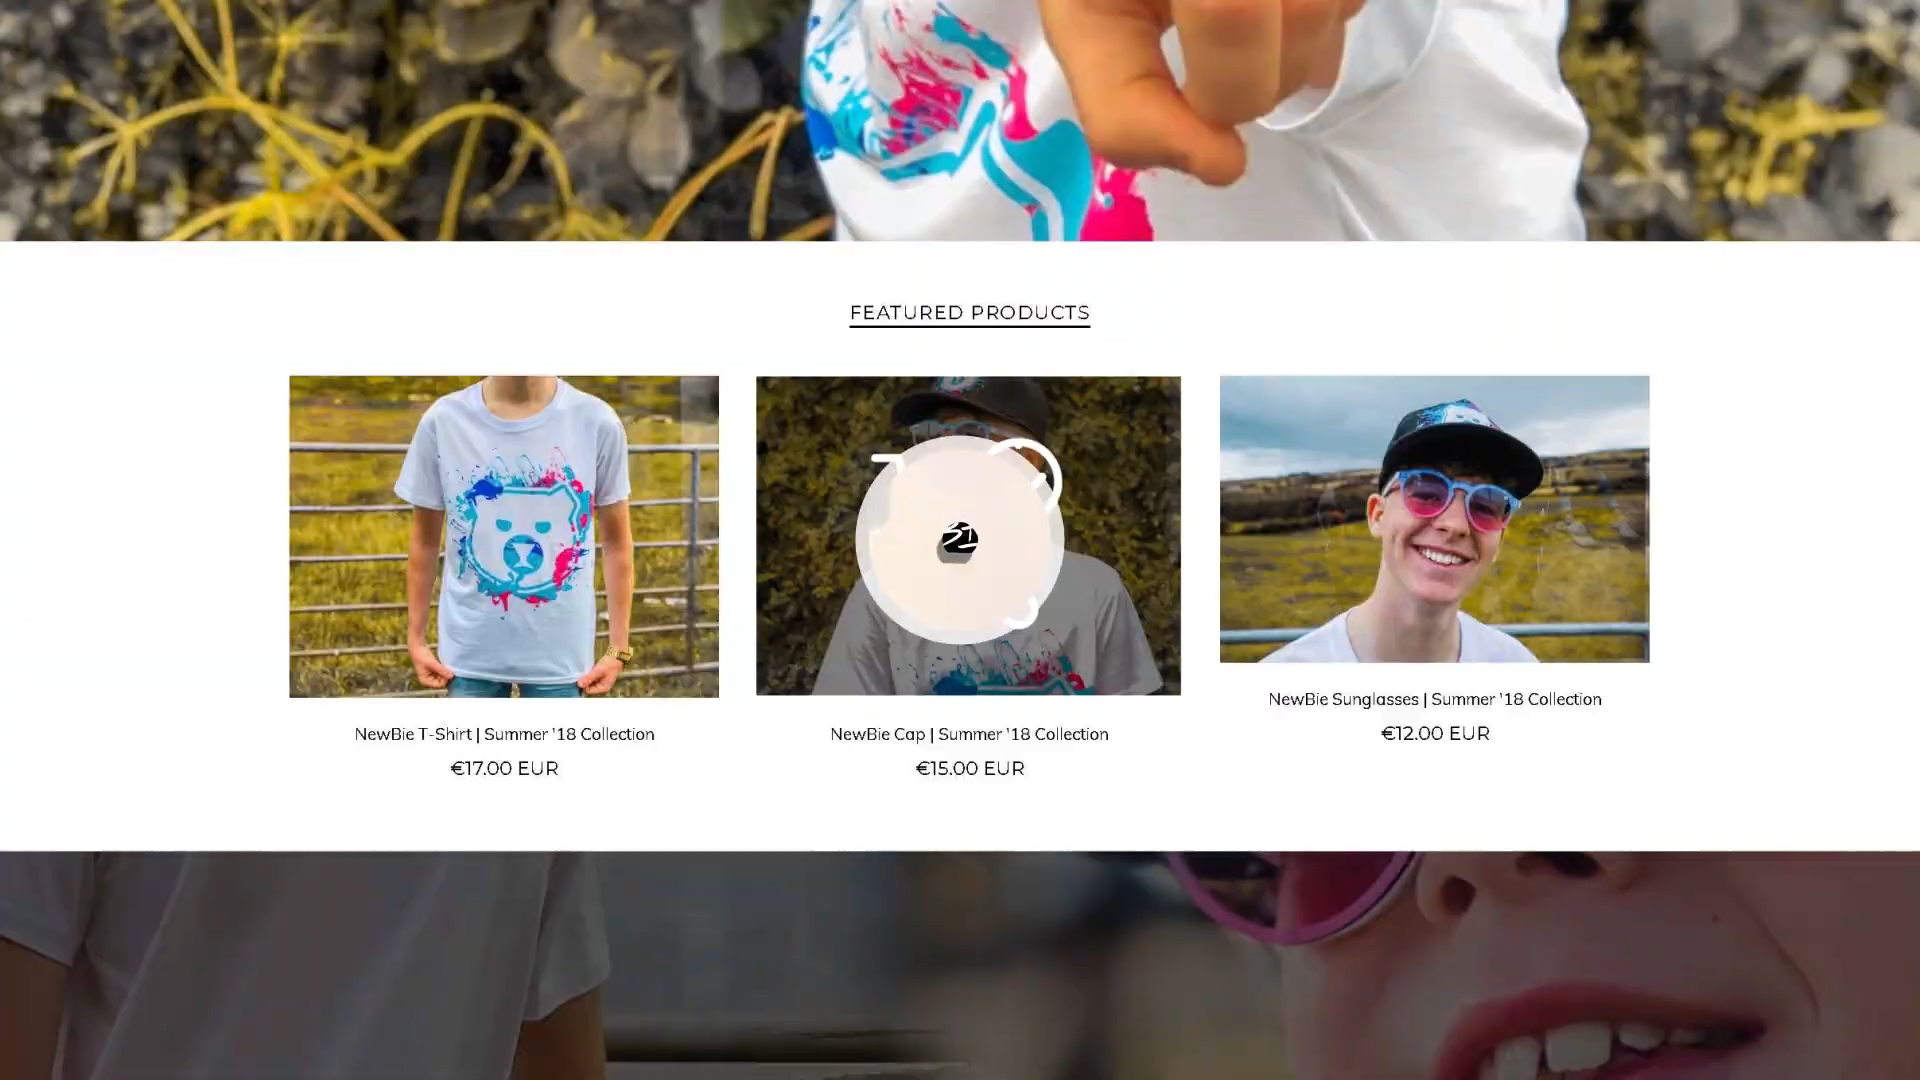 FEATURED PRODUCTS
NewBie T-Shirt | Summer '18 Collection
€17.00 EUR
NewBie Cap | Summer '18 Collection
€15.00 EUR
NewBie Sunglasses | Summer '18 Collection
€12.00 EUR